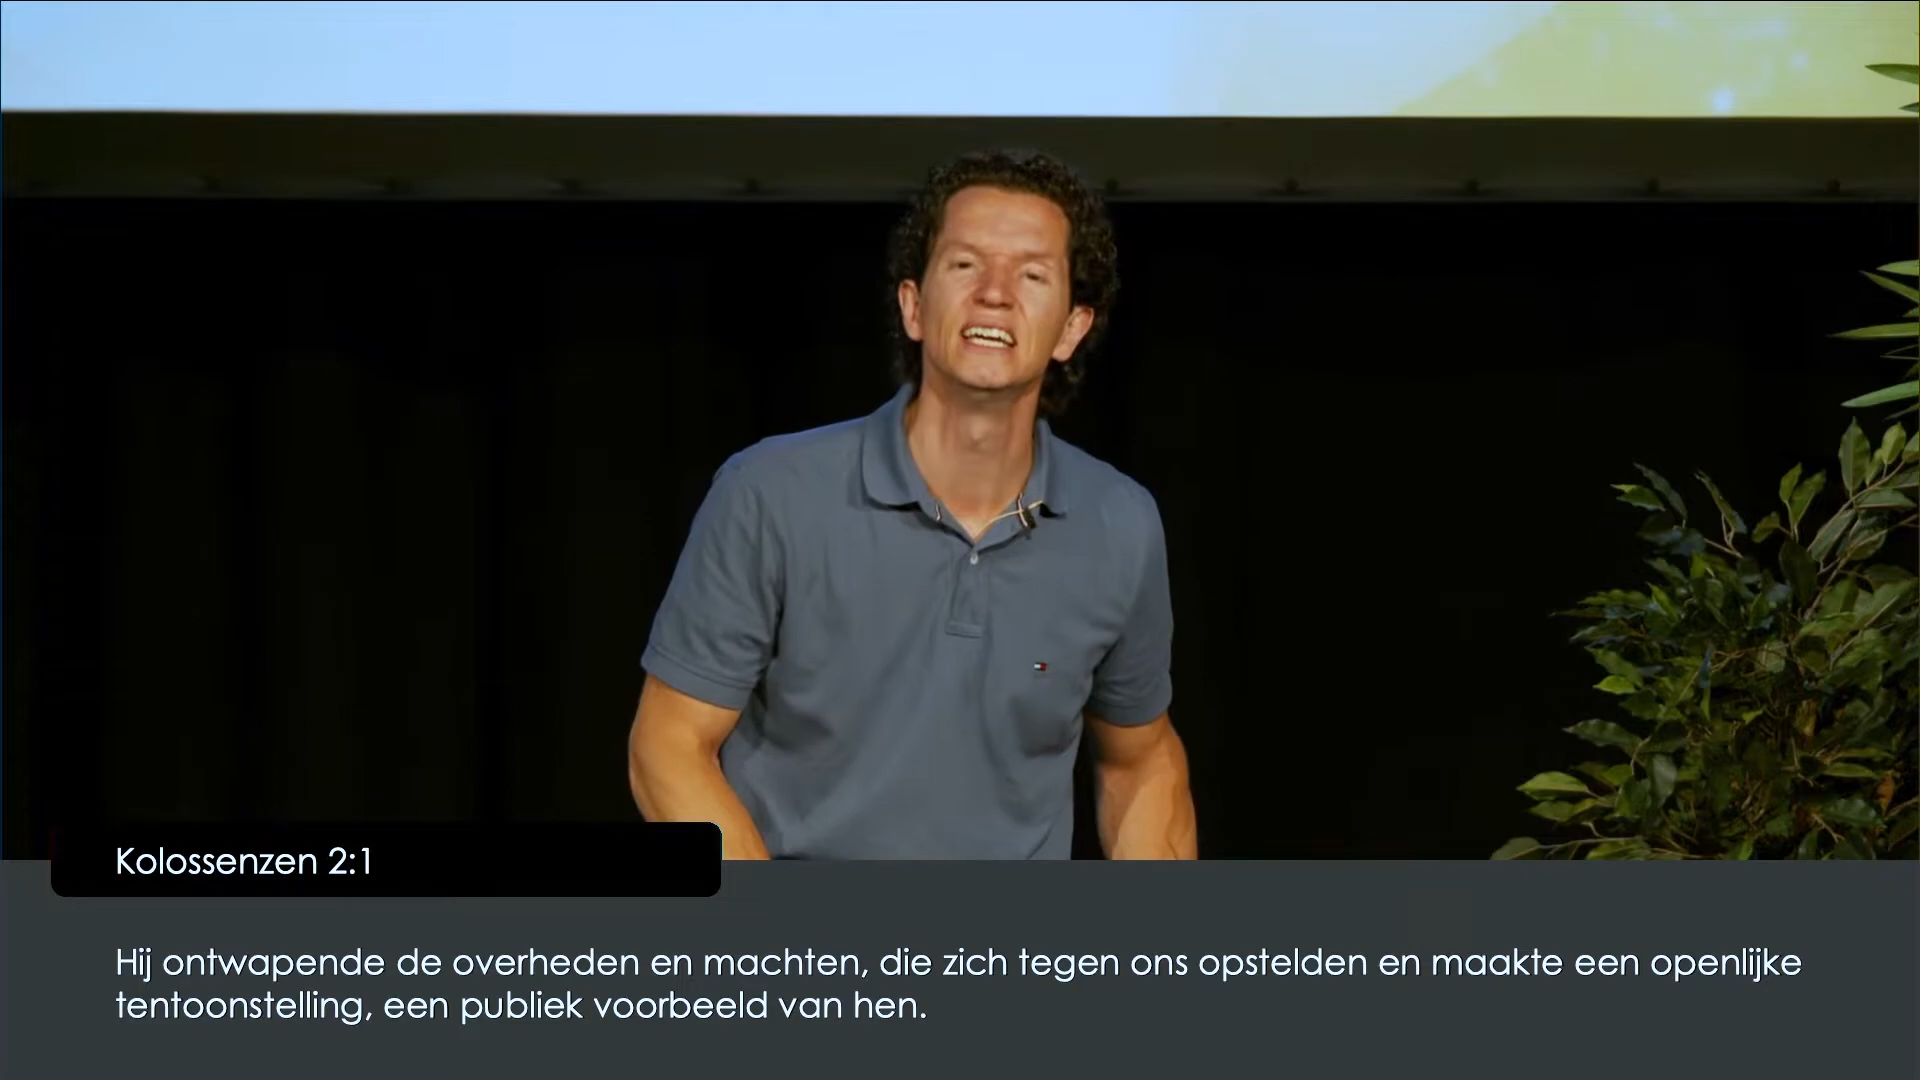 Kolossenzen 2:1
Hij ontwapende de overheden en machten, die zich tegen ons opstelden en maakte een openlijke
tentoonstelling, een publiek voorbeeld van hen.